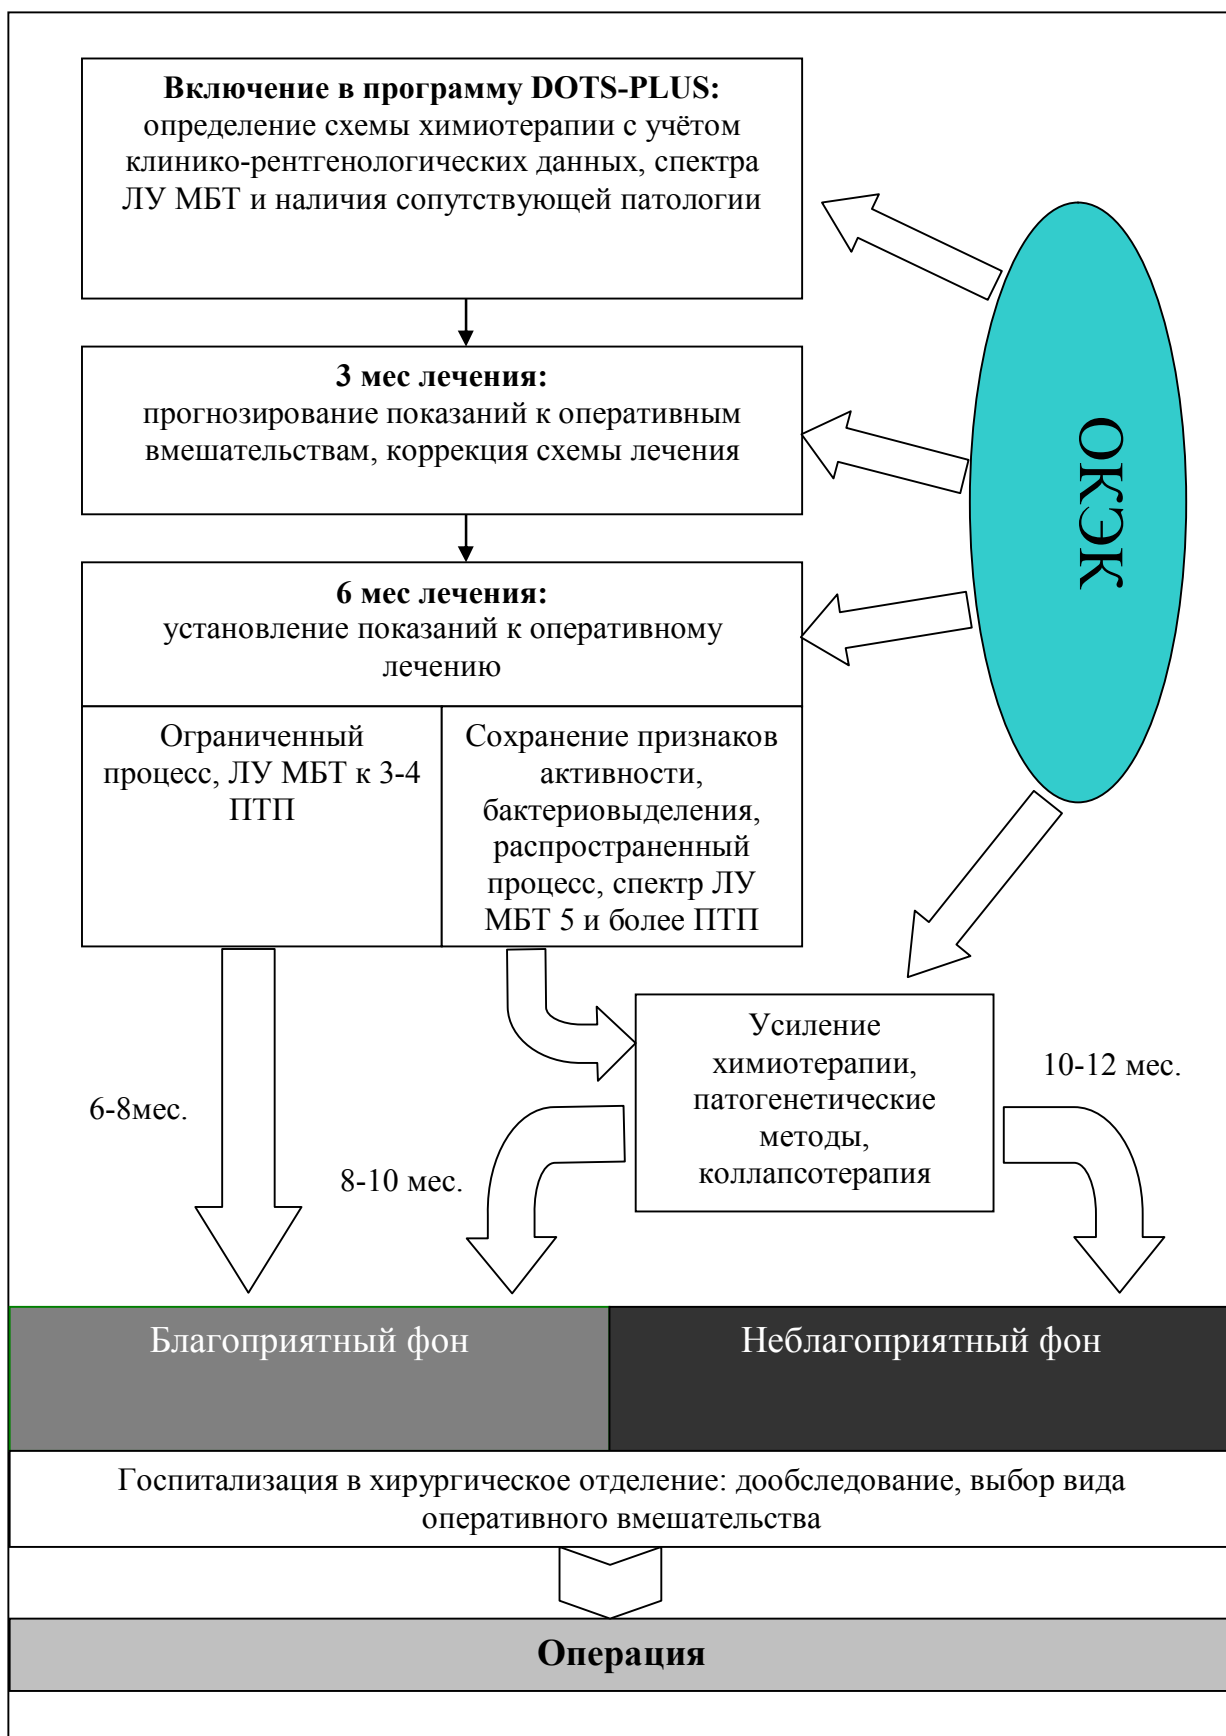 Включение в программу DOTS-PLUS:
определение схемы химиотерапии с учётом
клинико-рентгенологических данных, спектра
ЛУ МБТ и наличия сопутствующей патологии
3 мес лечения:
прогнозирование показаний к оперативным
вмешательствам, коррекция схемы лечения
ОКЭК
6 мес лечения:
установление показаний к оперативному
лечению
Ограниченный
процесс, ЛУ МБТ к 3-4
ПТП
Сохранение признаков
активности,
бактериовыделения,
распространенный
процесс, спектр ЛУ
МБТ 5 и более ПТП
Усиление
химиотерапии,
патогенетические
методы,
коллапсотерапия
6-8мес.
8-10 мес.
10-12 мес.
Благоприятный фон
Неблагоприятный фон
Госпитализация в хирургическое отделение: дообследование, выбор вида
оперативного вмешательства
Операция